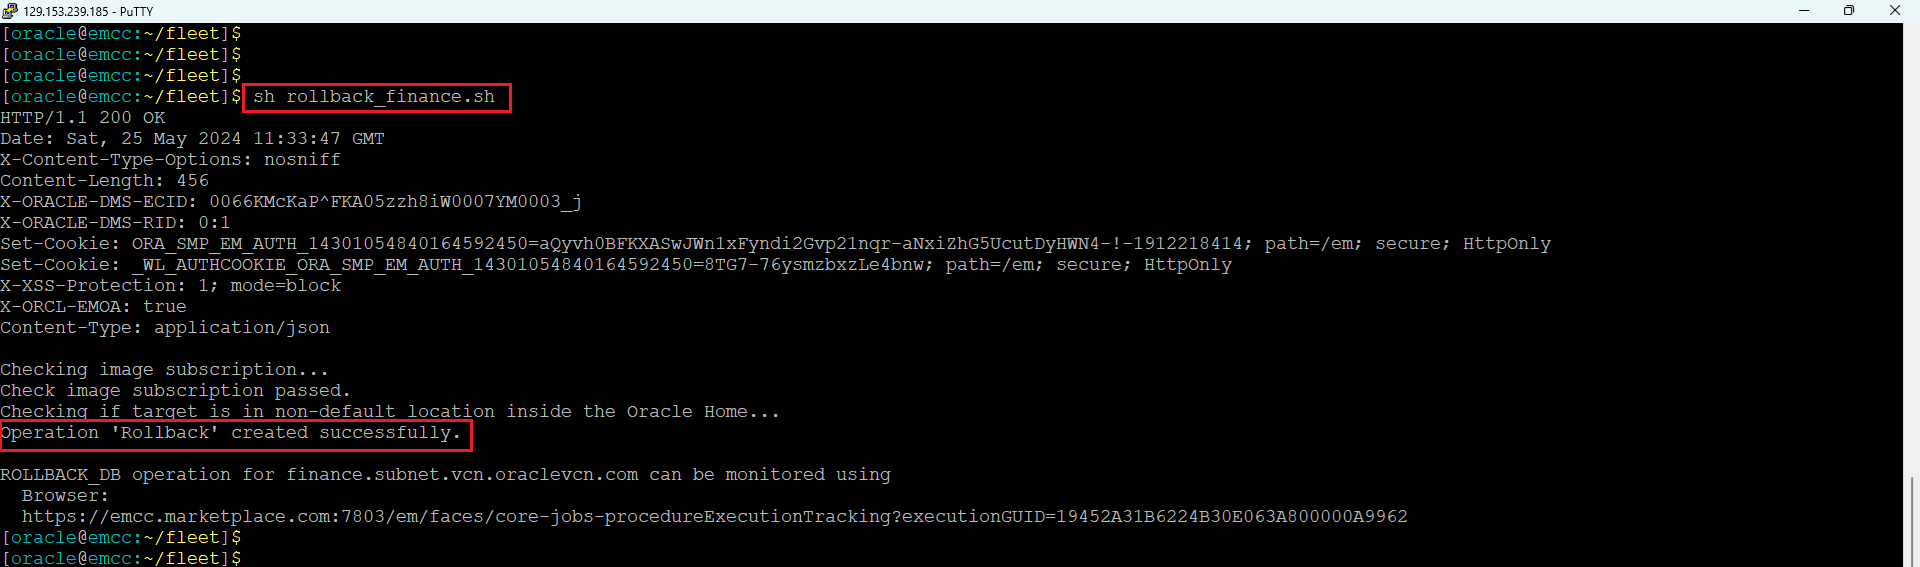 129.153.239.185 - PuTTY
[oracle@emcc:~/fleet]$
[oracle@emcc:~/fleet]$
[oracle@emcc:~/fleet]$
[oracle@emcc:~/fleet]$ sh rollback_finance.sh
HTTP/1.1 200 OK
Date: Sat, 25 May 2024 11:33:47 GMT
X-Content-Type-Options: nosniff
Content-Length: 456
X-ORACLE-DMS-ECID: 0066KMcKaP^FKA05zzh8iW0007YM0003_j
X-ORACLE-DMS-RID: 0:1
Set-Cookie: ORA_SMP_EM_AUTH_14301054840164592450=aQyvh0BFKXASwJWn1xFyndi2Gvp21nqr-aNxiZhG5UcutDyHWN4-!-1912218414; path=/em; secure; HttpOnly
Set-Cookie: _WL_AUTHCOOKIE_ORA_SMP_EM_AUTH_14301054840164592450=8TG7-76ysmzbxzLe4bnw; path=/em; secure; HttpOnly
X-XSS-Protection: 1; mode=block
X-ORCL-EMOA: true
Content-Type: application/json
Checking image subscription...
Check image subscription passed.
Checking if target is in non-default location inside the Oracle Home...
Operation 'Rollback' created successfully.
ROLLBACK_DB operation for finance.subnet.vcn.oraclevcn.com can be monitored using
Browser:
https://emcc.marketplace.com:7803/em/faces/core-jobs-procedureExecutionTracking?executionGUID=19452A31B6224B30E063A800000A9962
[oracle@emcc:~/fleet]$
[oracle@emcc:~/fleet]$